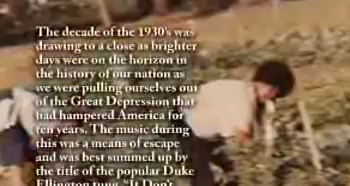 The decade of the 1930's was
drawing to a close as brighter
days were on the horizon in
the history of our nation as
we were pulling ourselves out
of the Great Depression that
had hampered America for
ten years. The music during
this was a means of escape
and was best summed up by
the title of the popular Duke
Ellington tune, "It Don't